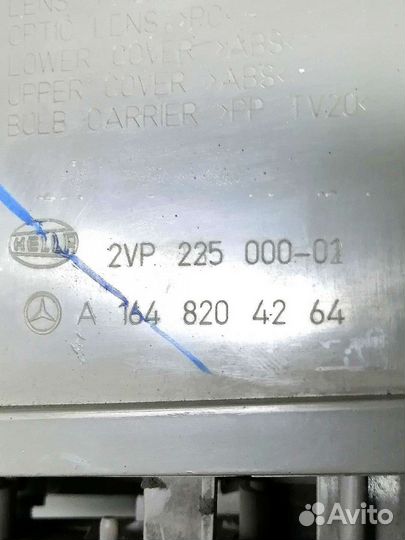 LENS
OPTIC LENS >PC<
LOWER COVER >ABS<
UPPER COVER >ABS<
BULB CARRIER >PP TV20<
HELLA
2VP 225 000-01
A 164 820 42 64
Avito